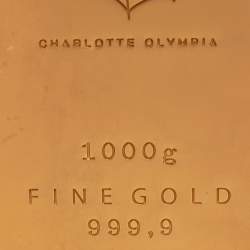 CHARLOTTE OLYMPIA
1000g
FINE GOLD
999,9